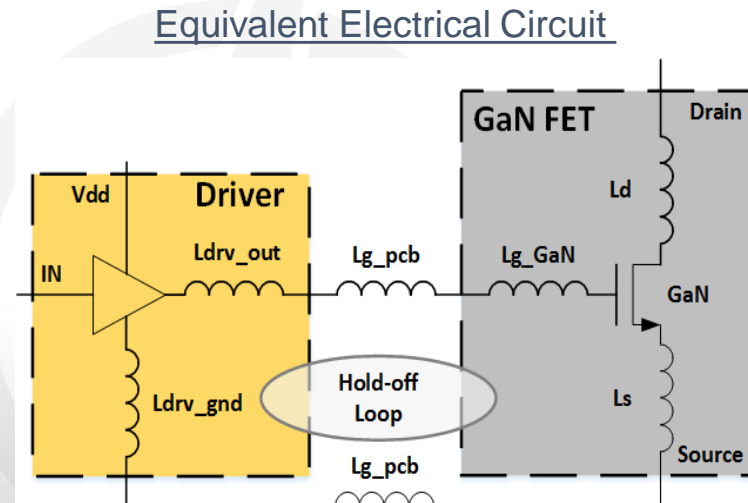 Equivalent Electrical Circuit
GaN FET
Drain
Driver
Vdd
Ld
Ldrv_out
Lg_pcb
Lg_GaN
IN
GaN
Hold-off
Loop
Ldrv_gnd
Ls
Source
Lg_pcb